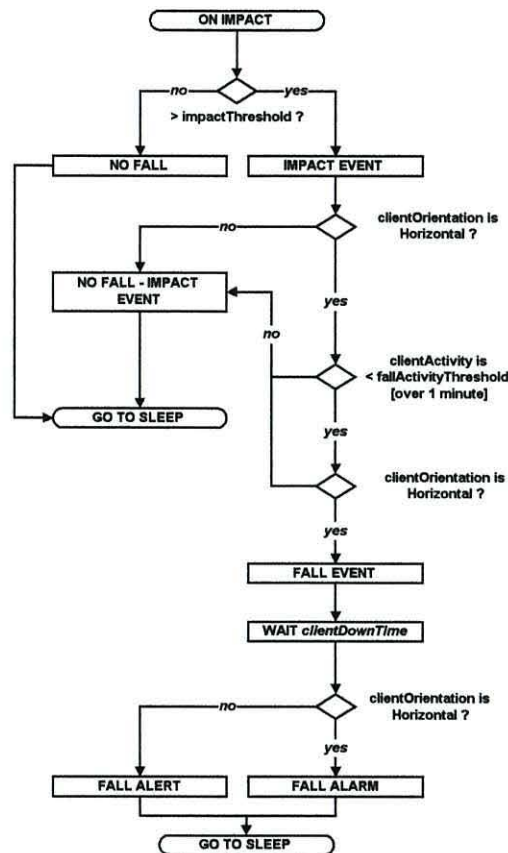 ON IMPACT
no
yes
> impactThreshold ?
NO FALL
IMPACT EVENT
clientOrientation is
Horizontal ?
no
NO FALL - IMPACT
EVENT
yes
no
clientActivity is
< fallActivityThreshold
[over 1 minute]
GO TO SLEEP
yes
clientOrientation is
Horizontal ?
yes
FALL EVENT
WAIT clientDownTime
clientOrientation is
Horizontal ?
no
yes
FALL ALERT
FALL ALARM
GO TO SLEEP